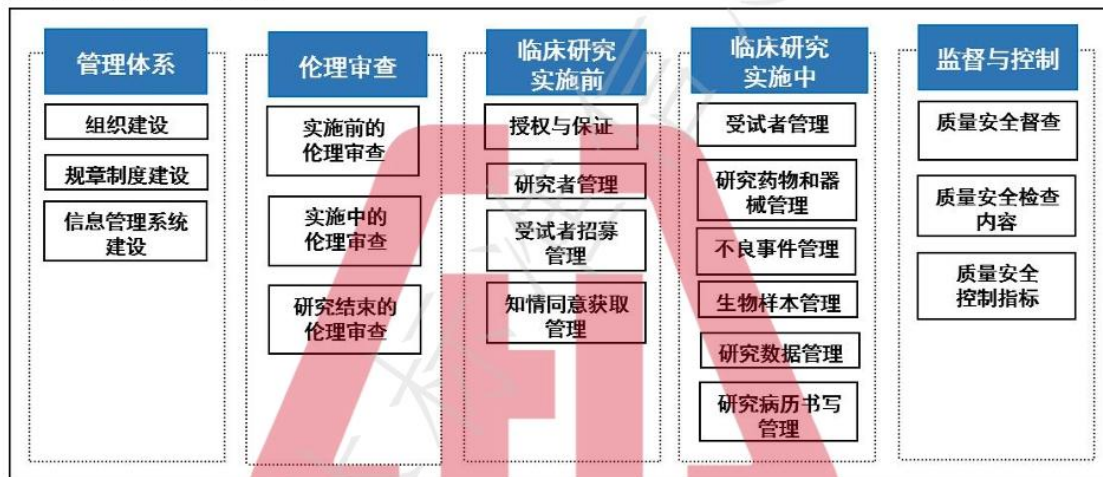 管理体系
组织建设
规章制度建设
信息管理系统
建设
伦理审查
实施前的
伦理审查
实施中的
伦理审查
研究结束的
伦理审查
临床研究
实施前
授权与保证
研究者管理
受试者招募
管理
知情同意获取
管理
临床研究
实施中
受试者管理
研究药物和器
械管理
不良事件管理
生物样本管理
研究数据管理
研究病历书写
管理
监督与控制
质量安全督查
质量安全检查
内容
质量安全
控制指标